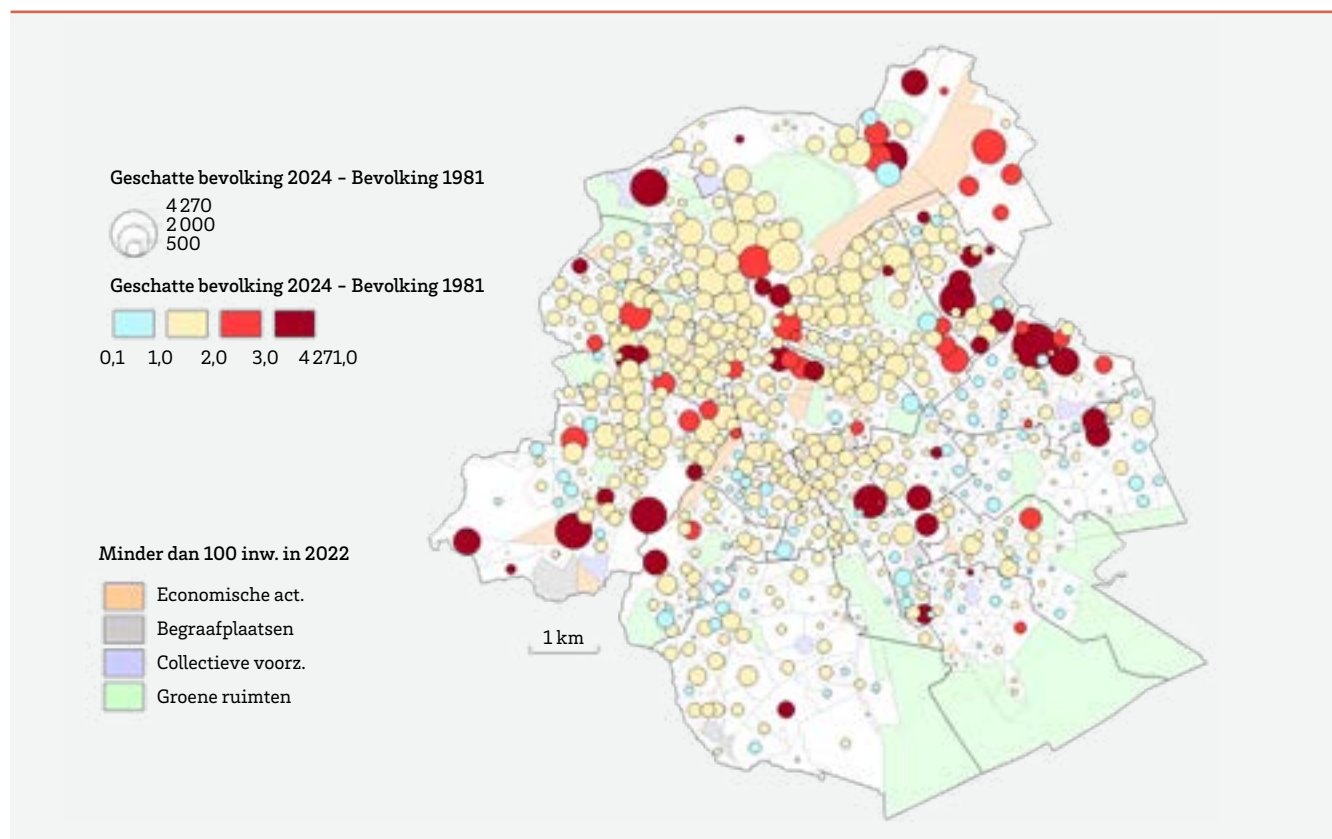 Geschatte bevolking 2024 – Bevolking 1981
4 270
2 000
500
Geschatte bevolking 2024 – Bevolking 1981
0,1 1,0 2,0 3,0 4 271,0
Minder dan 100 inw. in 2022
Economische act.
Begraafplaatsen
Collectieve voorz.
Groene ruimten
1 km